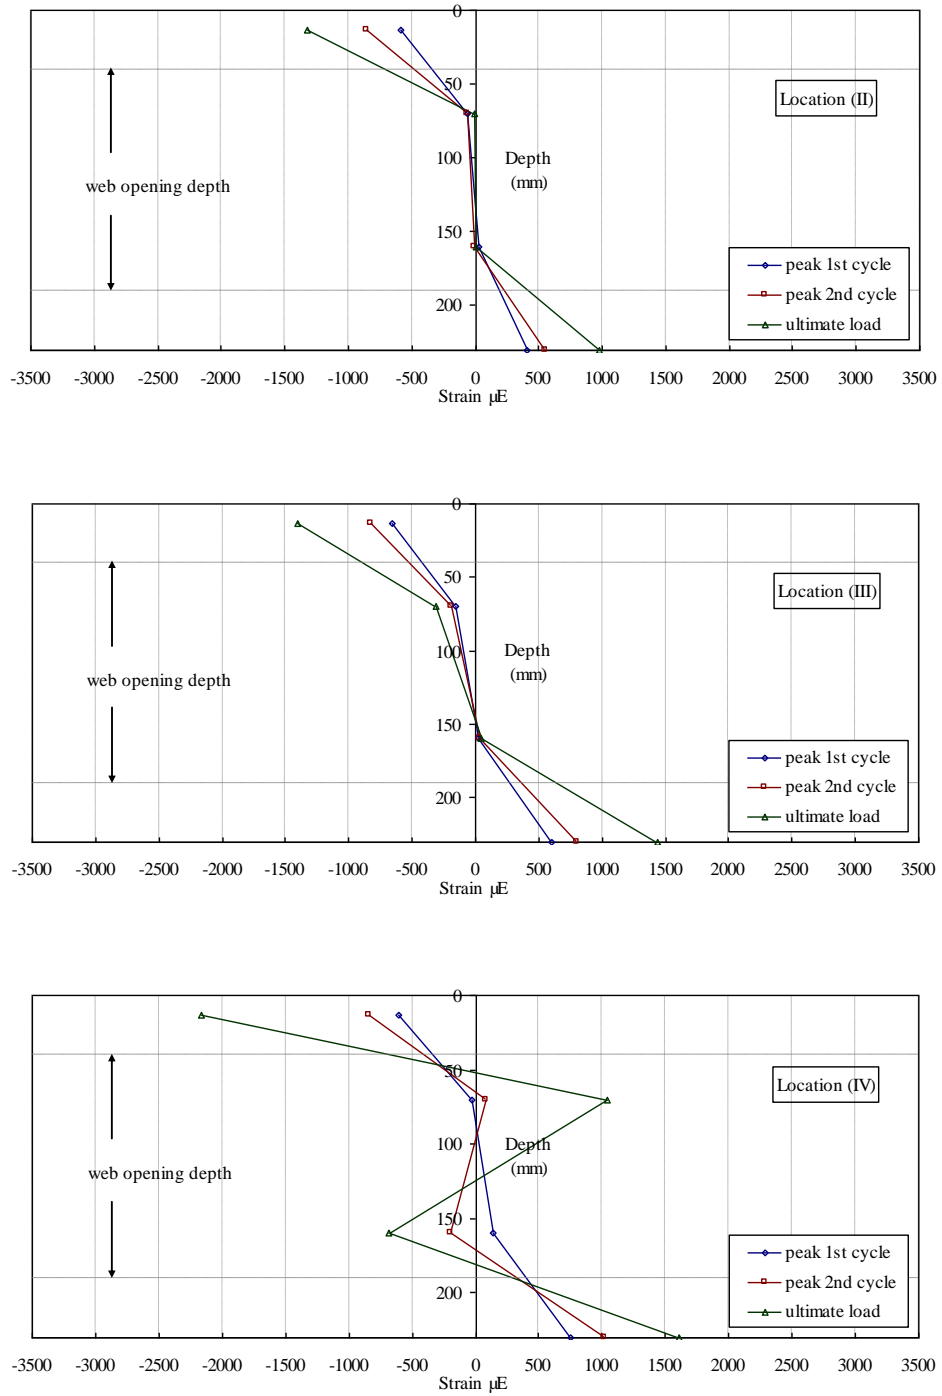 0
50
Location (II)
100
Depth
(mm)
web opening depth
150
peak 1st cycle
peak 2nd cycle
200
ultimate load
-3500 -3000 -2500 -2000 -1500 -1000 -500 0 500 1000 1500 2000 2500 3000 3500
Strain µE
0
50
Location (III)
100
Depth
(mm)
web opening depth
150
peak 1st cycle
peak 2nd cycle
200
ultimate load
-3500 -3000 -2500 -2000 -1500 -1000 -500 0 500 1000 1500 2000 2500 3000 3500
Strain µE
0
50
Location (IV)
100
Depth
(mm)
web opening depth
150
peak 1st cycle
peak 2nd cycle
200
ultimate load
-3500 -3000 -2500 -2000 -1500 -1000 -500 0 500 1000 1500 2000 2500 3000 3500
Strain µE